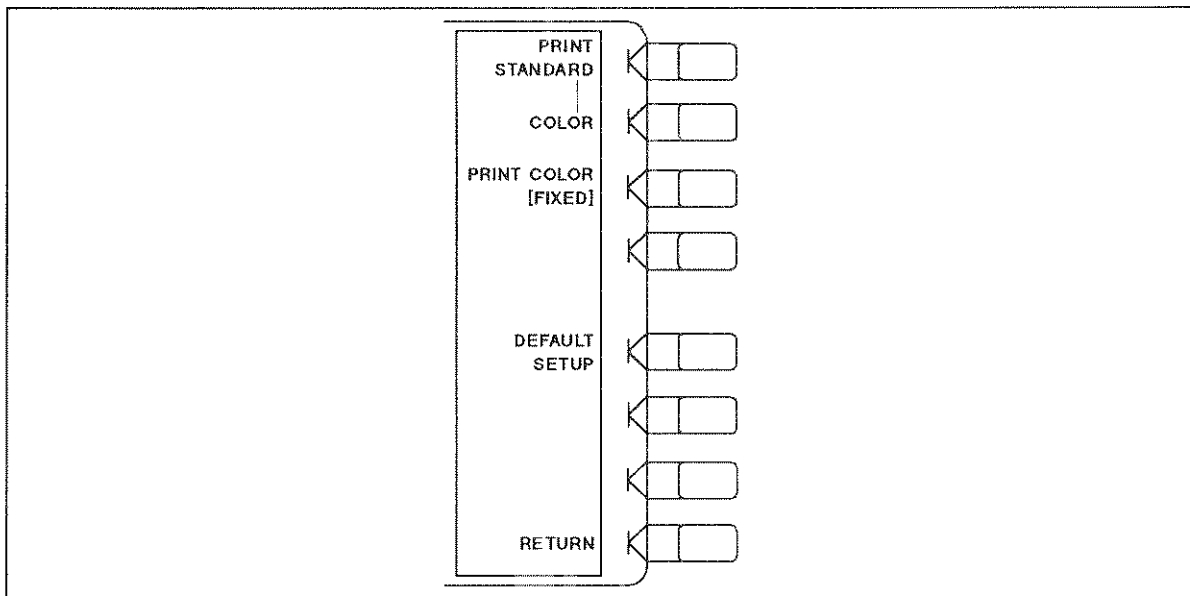 PRINT
STANDARD
COLOR
PRINT COLOR
[FIXED]
DEFAULT
SETUP
RETURN